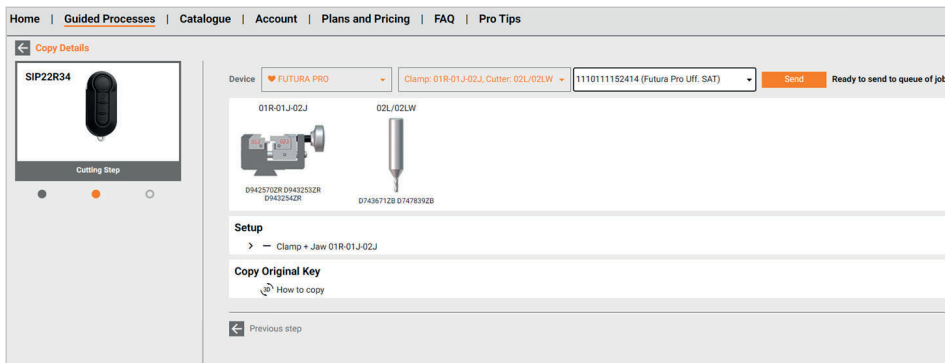 Home | Guided Processes | Catalogue | Account | Plans and Pricing | FAQ | Pro Tips
Copy Details
SIP22R34
Cutting Step
Device FUTURA PRO Clamp: 01R-01J-02J, Cutter: 02L/02LW 1110111152414 (Futura Pro Uff. SAT) Send Ready to send to queue of job
01R-01J-02J 02L/02LW
D942570ZR D943253ZR
D943254ZR
D743671ZB D747839ZB
Setup
Clamp + Jaw 01R-01J-02J
Copy Original Key
3D How to copy
Previous step